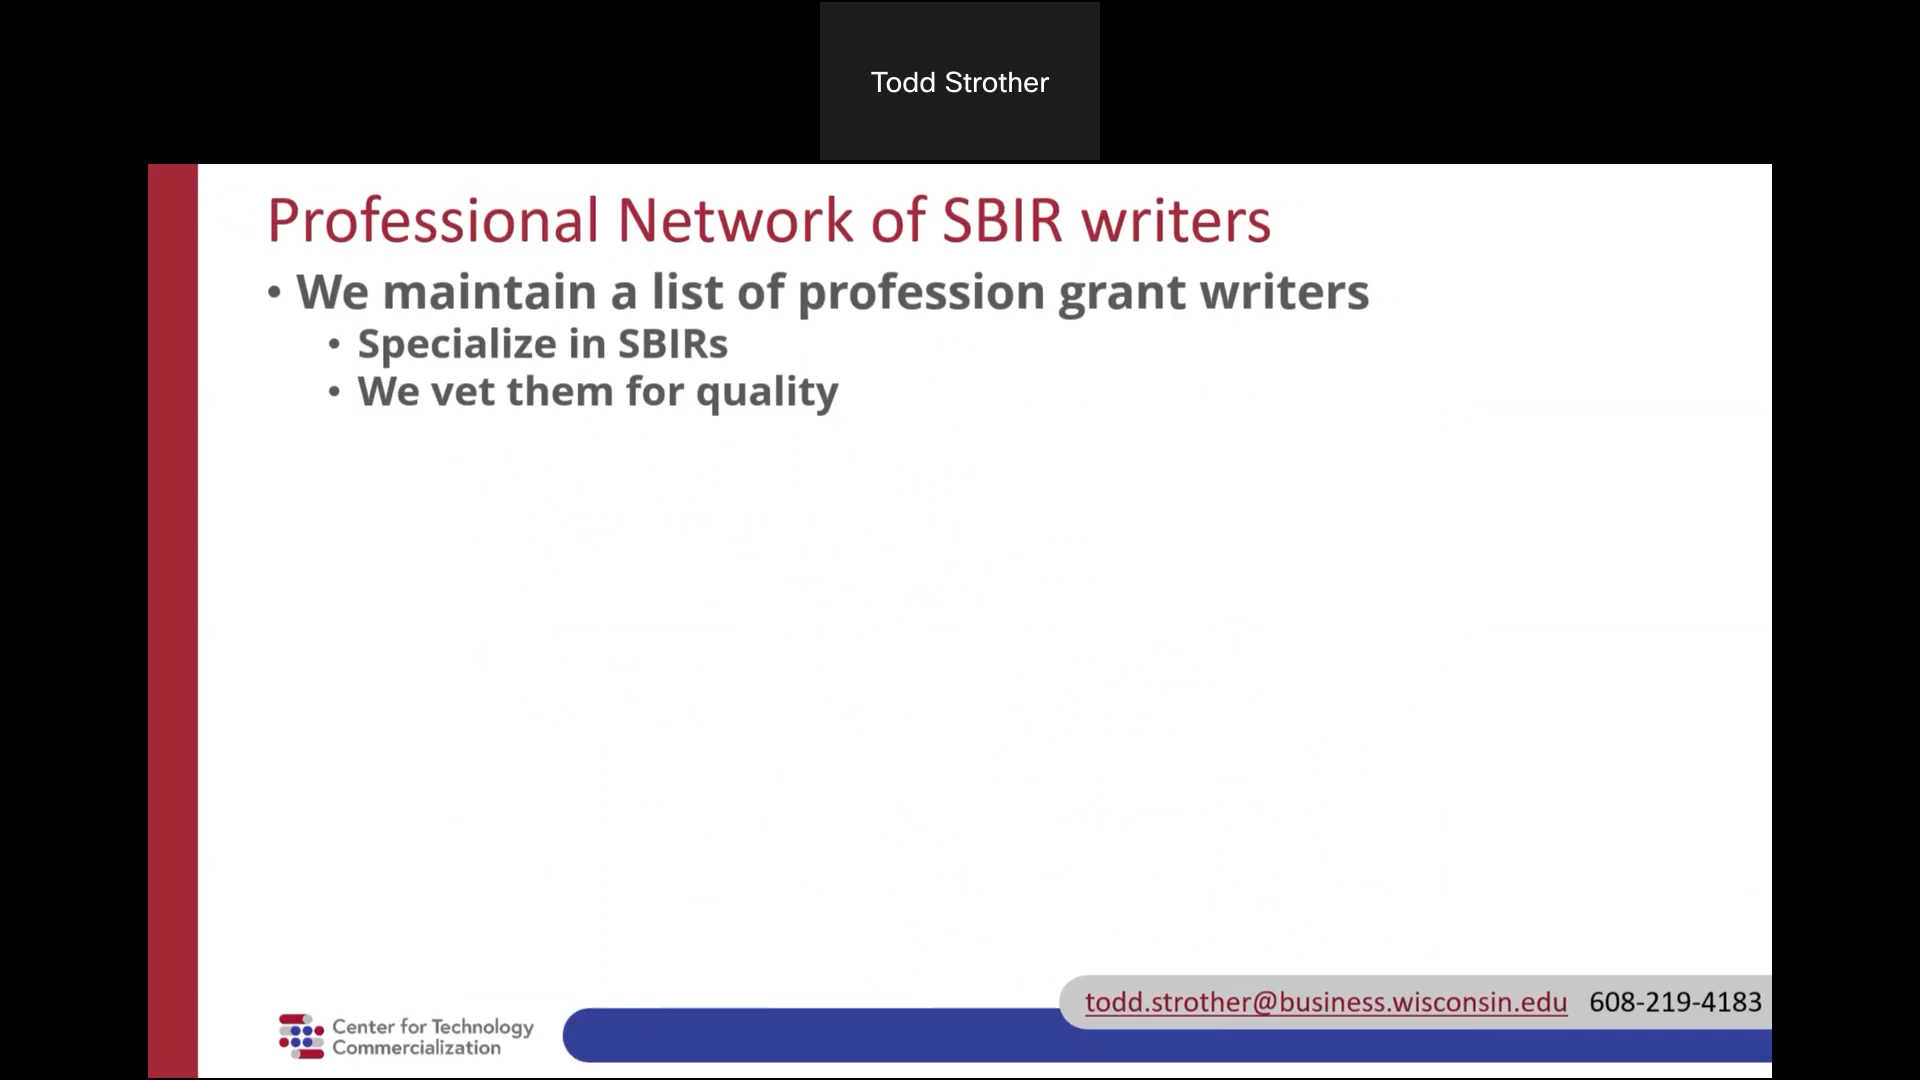 Todd Strother
Professional Network of SBIR writers
• We maintain a list of profession grant writers
• Specialize in SBIRs
• We vet them for quality
todd.strother@business.wisconsin.edu 608-219-4183
Center for Technology
Commercialization